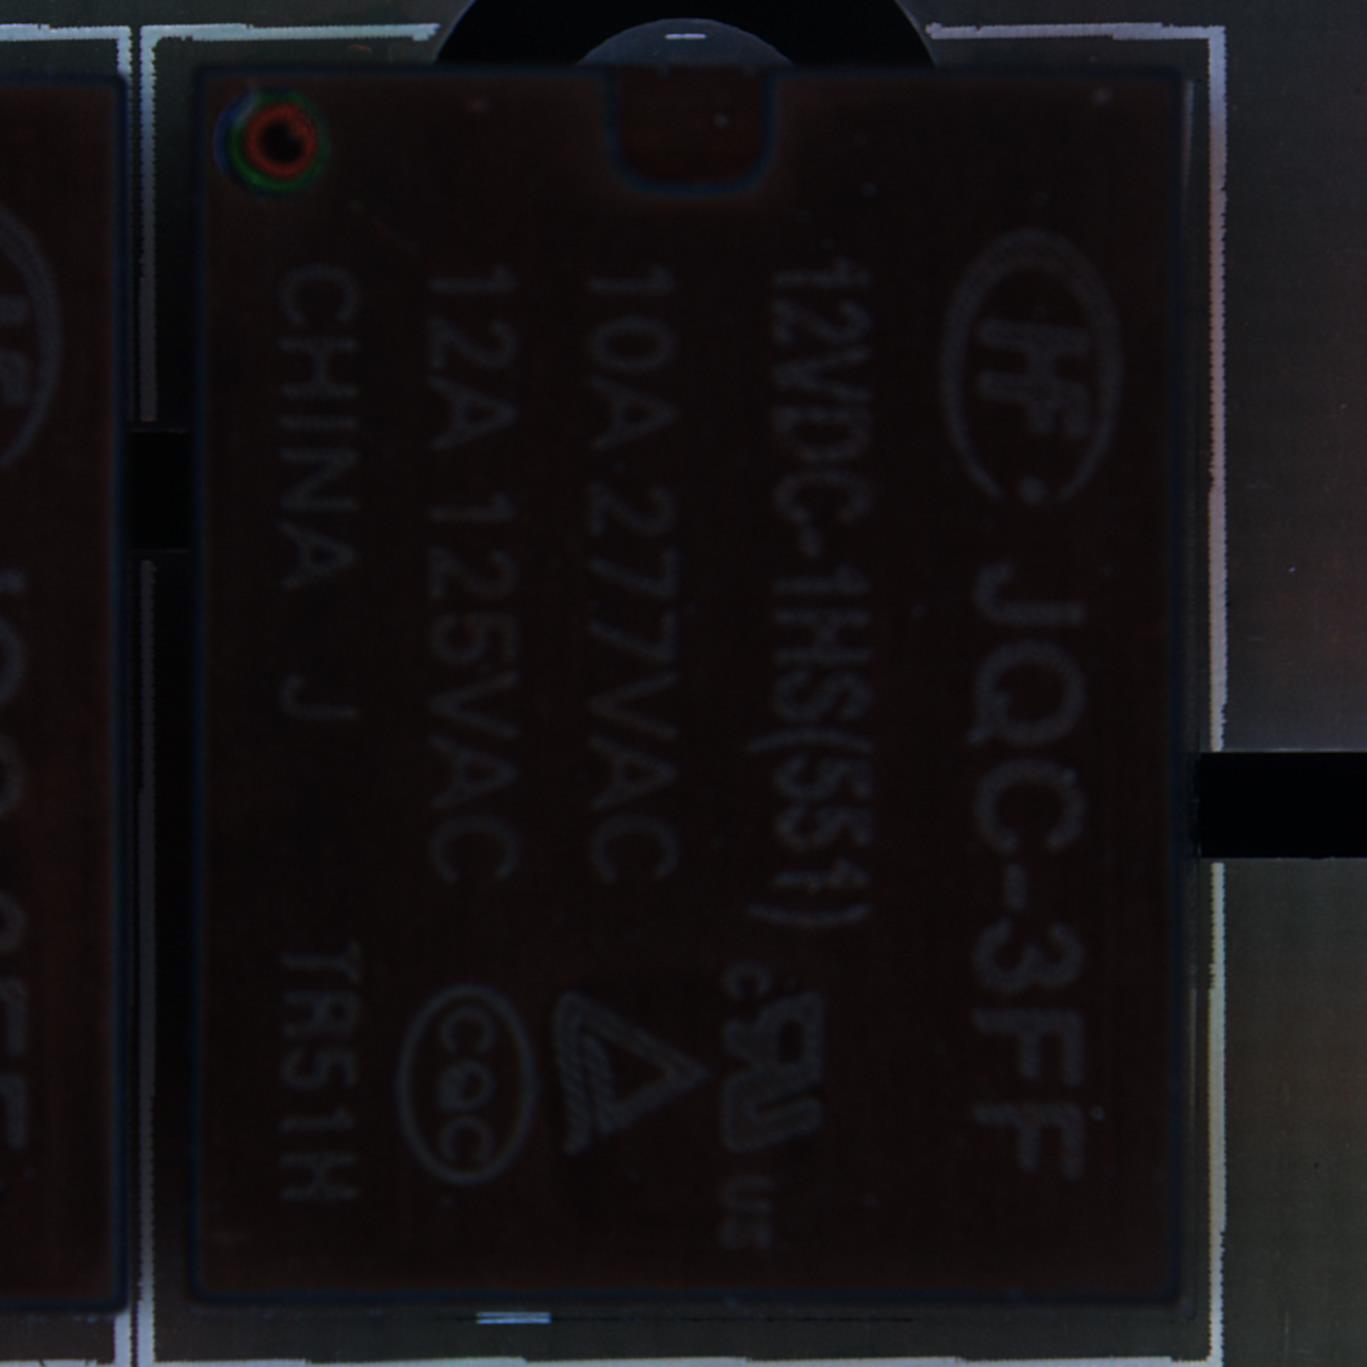 HF JQC-3FF
12VDC-1HS(551)
10A 277VAC
12A 125VAC
CHINA J TR51H
c US
CQC